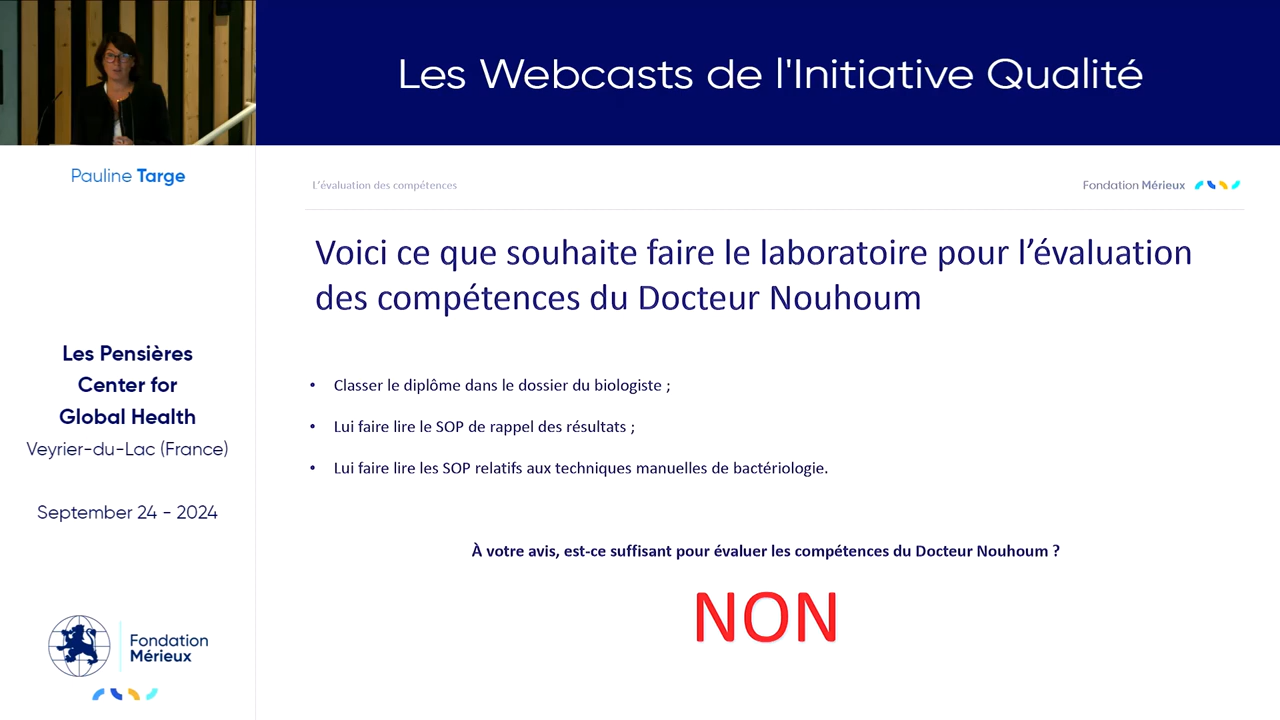 Les Webcasts de l'Initiative Qualité
Pauline Targe
L'évaluation des compétences
Fondation Mérieux
Voici ce que souhaite faire le laboratoire pour l'évaluation
des compétences du Docteur Nouhoum
• Classer le diplôme dans le dossier du biologiste ;
• Lui faire lire le SOP de rappel des résultats ;
• Lui faire lire les SOP relatifs aux techniques manuelles de bactériologie.
À votre avis, est-ce suffisant pour évaluer les compétences du Docteur Nouhoum ?
NON
Les Pensières
Center for
Global Health
Veyrier-du-Lac (France)
September 24 - 2024
Fondation
Mérieux